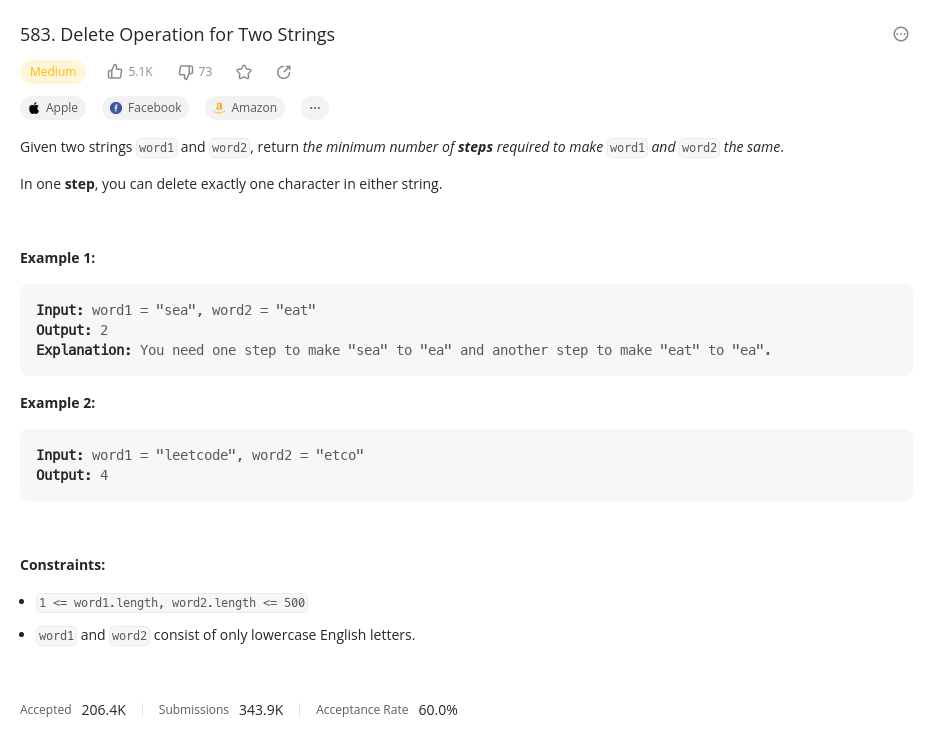 583. Delete Operation for Two Strings
Medium 5.1K 73
Apple Facebook Amazon ...
Given two strings word1 and word2, return the minimum number of steps required to make word1 and word2 the same.
In one step, you can delete exactly one character in either string.
Example 1:
Input: word1 = "sea", word2 = "eat"
Output: 2
Explanation: You need one step to make "sea" to "ea" and another step to make "eat" to "ea".
Example 2:
Input: word1 = "leetcode", word2 = "etco"
Output: 4
Constraints:
• 1 <= word1.length, word2.length <= 500
• word1 and word2 consist of only lowercase English letters.
Accepted 206.4K Submissions 343.9K Acceptance Rate 60.0%